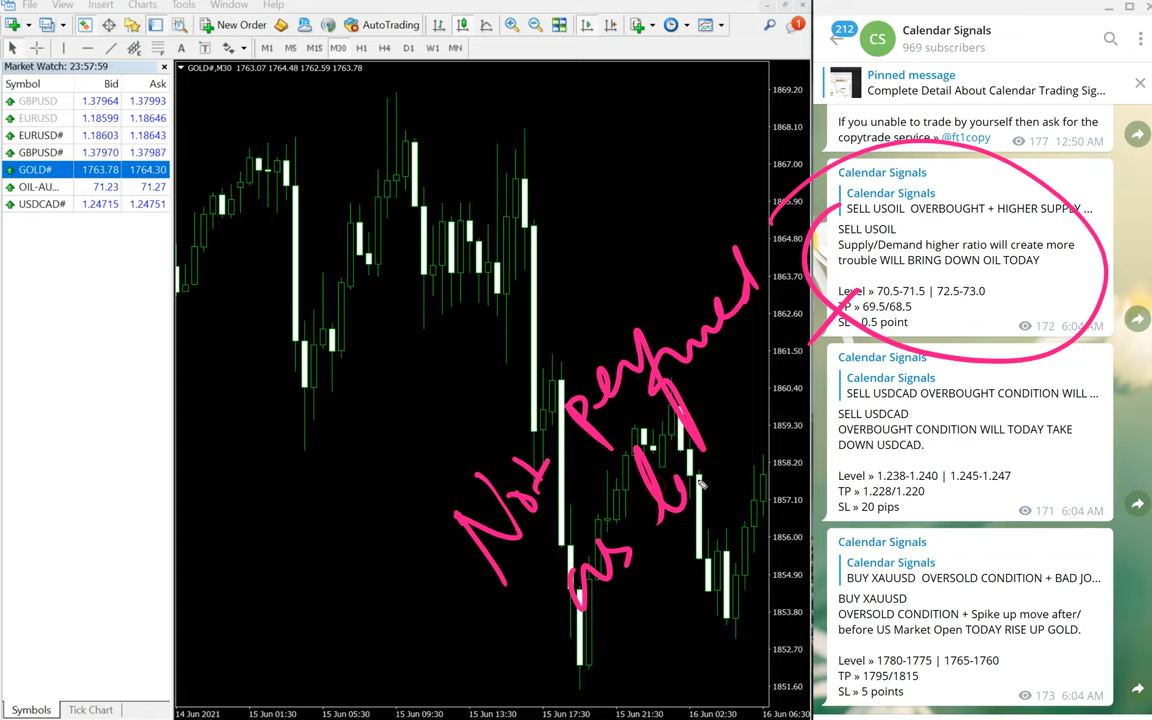 File View Insert Charts Tools Window Help
New Order AutoTrading 1
A T M1 M5 M15 M30 H1 H4 D1 W1 MN
Market Watch: 23:57:59
Symbol Bid Ask
GBPUSD 1.37964 1.37993
EURUSD 1.18599 1.18646
EURUSD# 1.18603 1.18643
GBPUSD# 1.37970 1.37987
GOLD# 1763.78 1764.30
OIL-AU... 71.23 71.27
USDCAD# 1.24715 1.24751
Symbols Tick Chart
GOLD#,M30 1763.07 1764.48 1762.59 1763.78
1869.20
1868.10
1867.00
1865.90
1864.80
1863.70
1862.60
1861.50
1860.40
1859.30
1858.20
1857.10
1856.00
1854.90
1853.80
1852.70
1851.60
14 Jun 2021 15 Jun 01:30 15 Jun 05:30 15 Jun 09:30 15 Jun 13:30 15 Jun 17:30 15 Jun 21:30 16 Jun 02:30 16 Jun 06:30
Not
as
212
CS
Calendar Signals
969 subscribers
Pinned message
Complete Detail About Calendar Trading Sig...
If you unable to trade by yourself then ask for the
copytrade service » @ft1copy 177 12:50 AM
Calendar Signals
Calendar Signals
SELL USOIL OVERBOUGHT + HIGHER SUPPLY ...
SELL USOIL
Supply/Demand higher ratio will create more
trouble WILL BRING DOWN OIL TODAY
Level » 70.5-71.5 | 72.5-73.0
TP » 69.5/68.5
SL » 0.5 point 172 6:04 AM
Calendar Signals
Calendar Signals
SELL USDCAD OVERBOUGHT CONDITION WILL ...
SELL USDCAD
OVERBOUGHT CONDITION WILL TODAY TAKE
DOWN USDCAD.
Level » 1.238-1.240 | 1.245-1.247
TP » 1.228/1.220
SL » 20 pips 171 6:04 AM
Calendar Signals
Calendar Signals
BUY XAUUSD OVERSOLD CONDITION + BAD JO...
BUY XAUUSD
OVERSOLD CONDITION + Spike up move after/
before US Market Open TODAY RISE UP GOLD.
Level » 1780-1775 | 1765-1760
TP » 1795/1815
SL » 5 points 173 6:04 AM